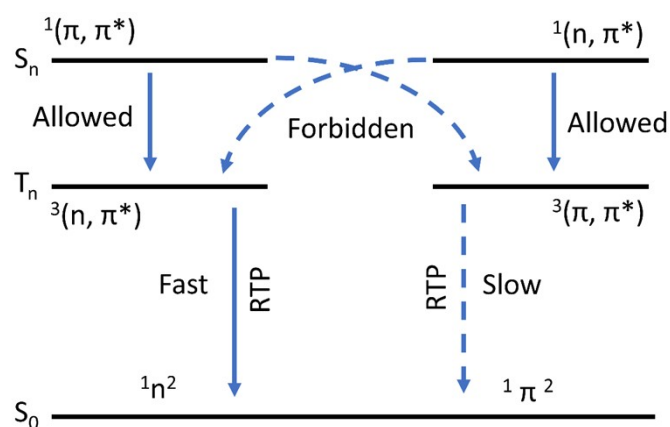 ¹(π, π*) ¹(n, π*)
Sₙ
Allowed Forbidden Allowed
Tₙ
³(n, π*) ³(π, π*)
Fast RTP RTP Slow
¹n² ¹π²
S₀